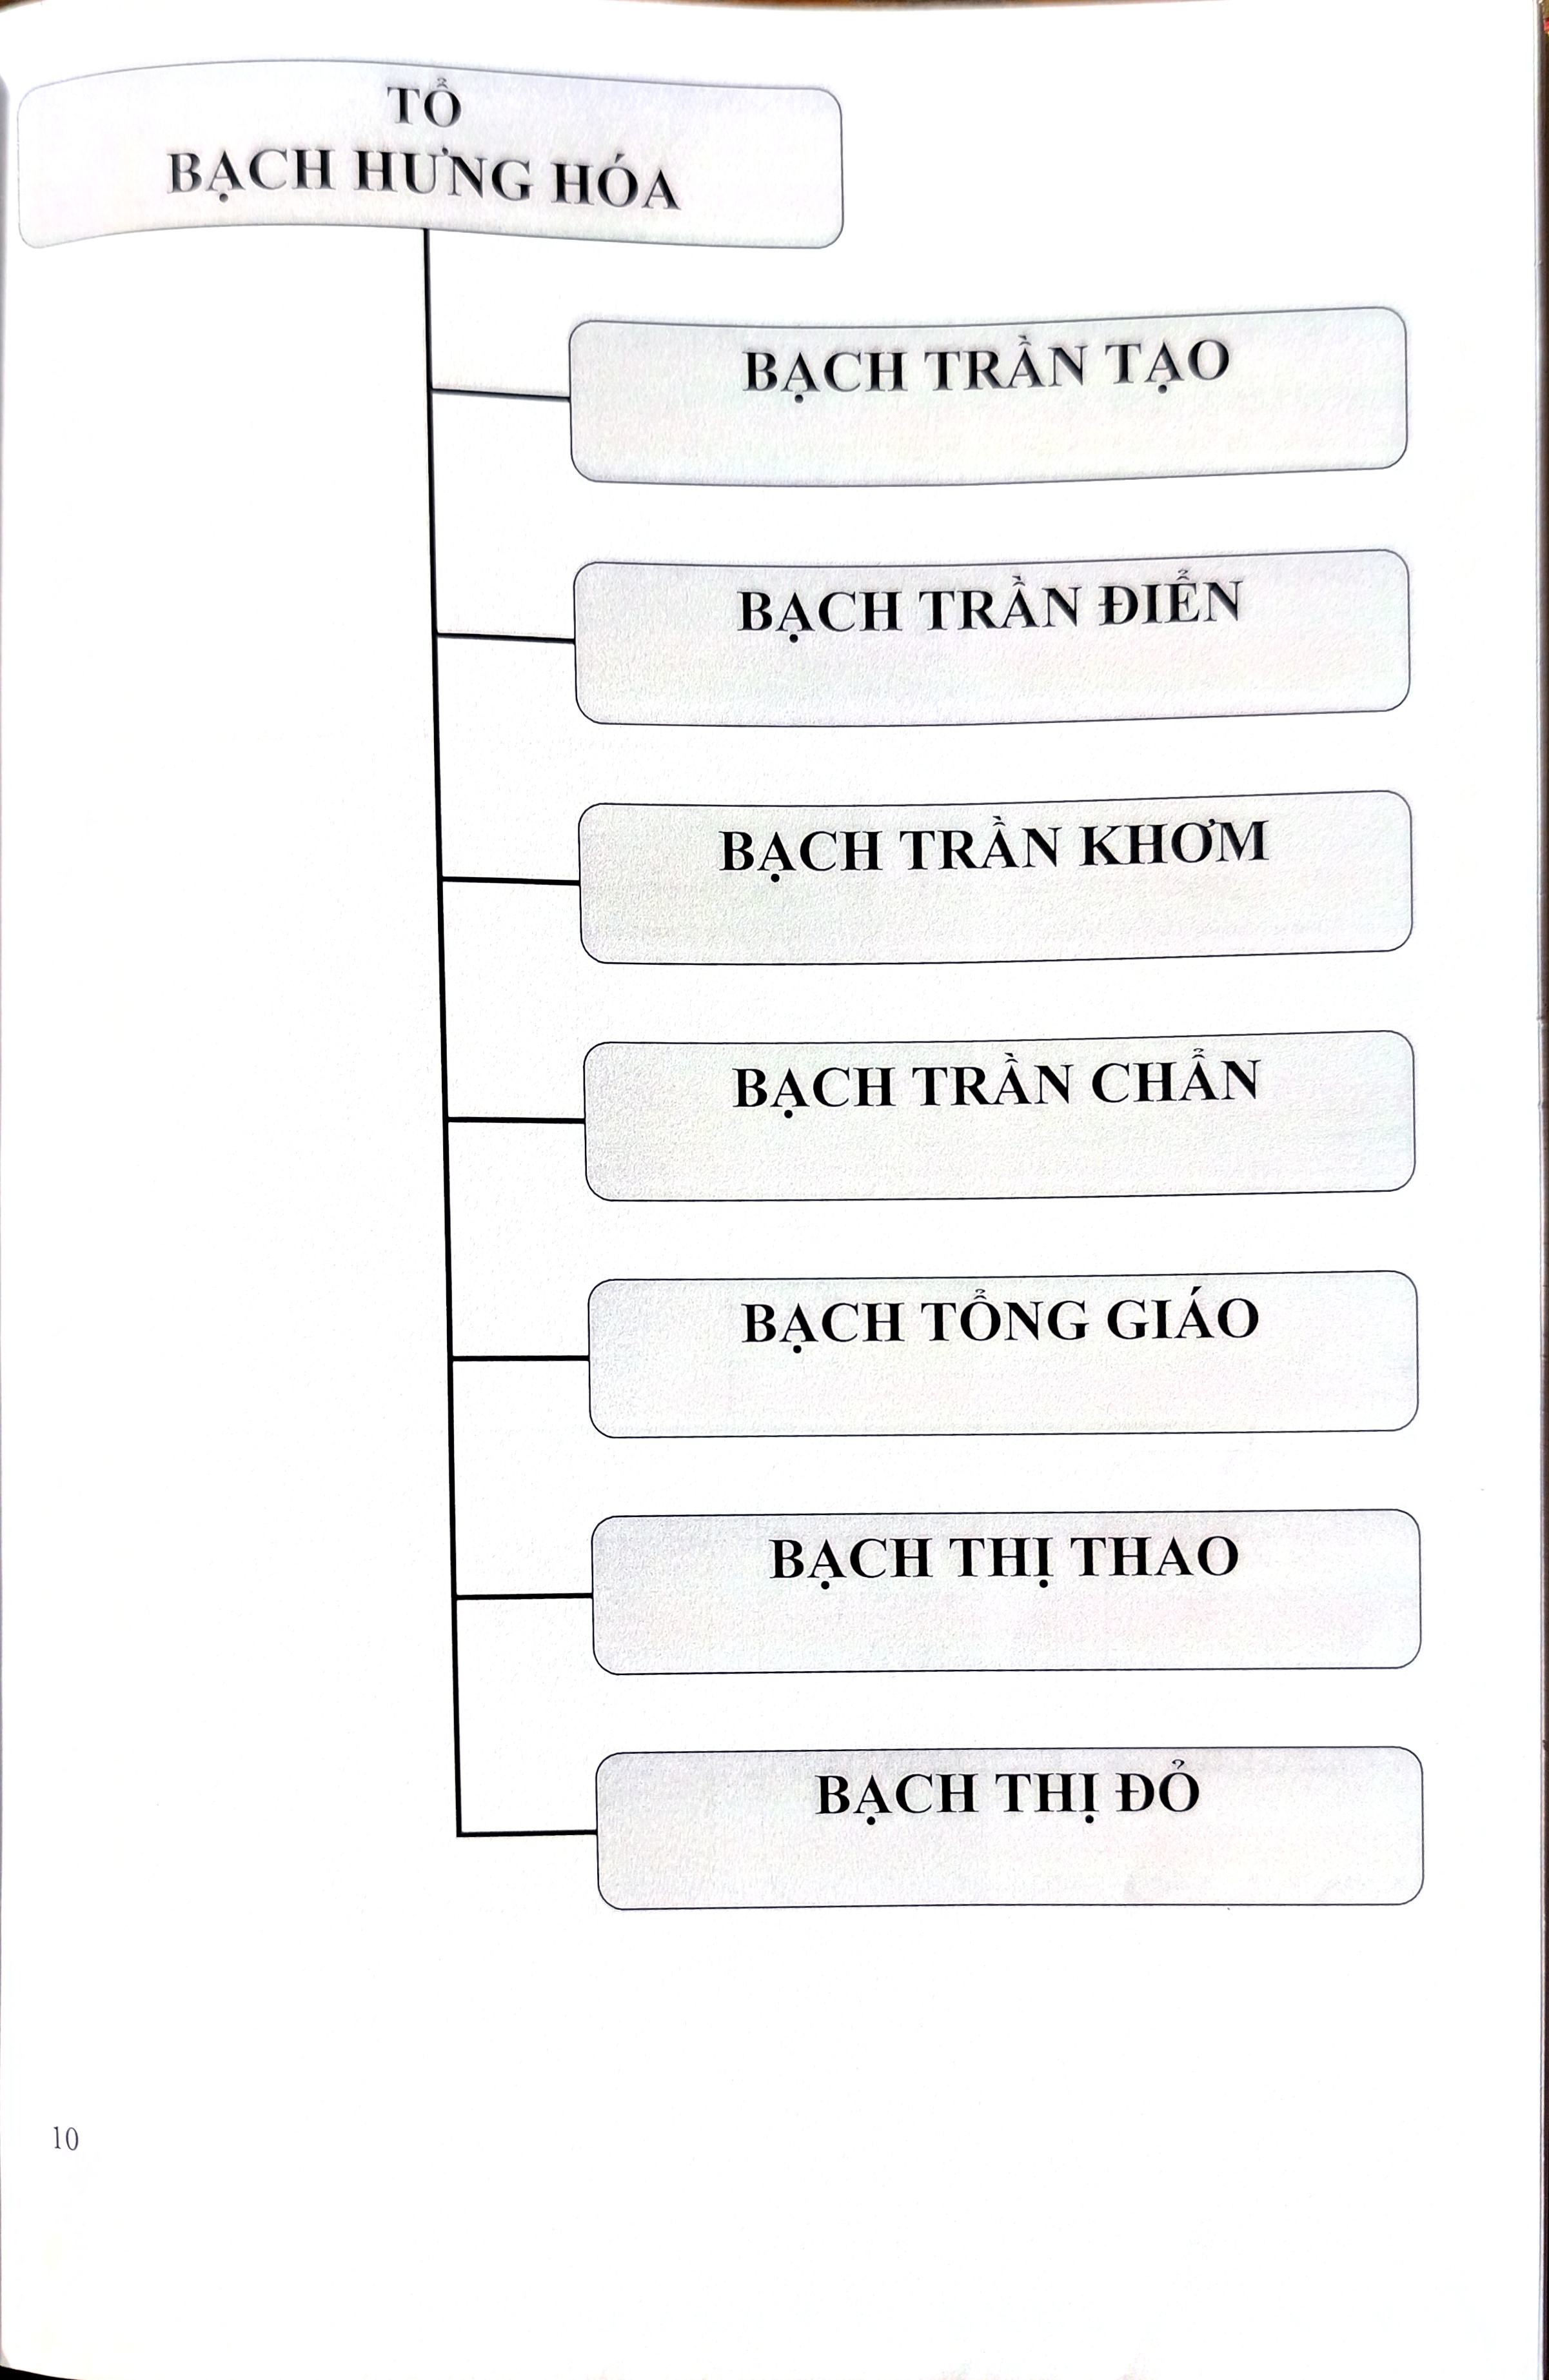 TỔ
BẠCH HƯNG HÓA
BẠCH TRẦN TẠO
BẠCH TRẦN ĐIỂN
BẠCH TRẦN KHƠM
BẠCH TRẦN CHẨN
BẠCH TỔNG GIÁO
BẠCH THỊ THAO
BẠCH THỊ ĐỎ
10